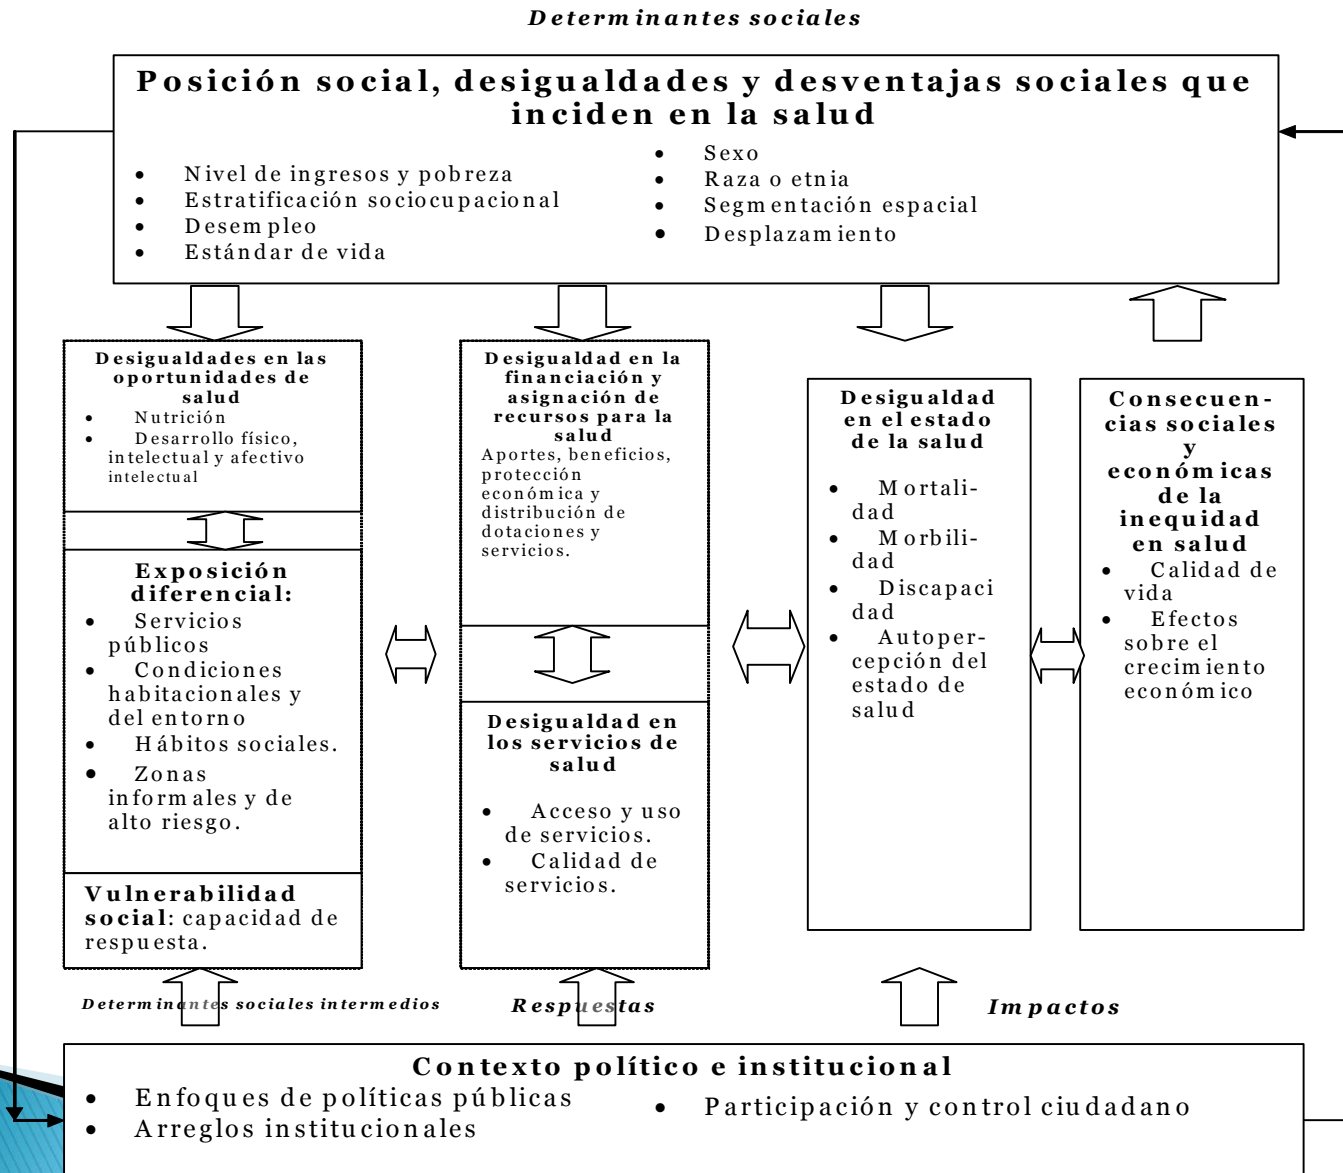 Determinantes sociales
Posición social, desigualdades y desventajas sociales que
inciden en la salud
• Nivel de ingresos y pobreza
• Estratificación sociocupacional
• Desempleo
• Estándar de vida
• Sexo
• Raza o etnia
• Segmentación espacial
• Desplazamiento
Desigualdades en las
oportunidades de
salud
• Nutrición
• Desarrollo físico,
intelectual y afectivo
intelectual
Exposición
diferencial:
• Servicios
públicos
• Condiciones
habitacionales y
del entorno
• Hábitos sociales.
• Zonas
informales y de
alto riesgo.
Vulnerabilidad
social: capacidad de
respuesta.
Desigualdad en la
financiación y
asignación de
recursos para la
salud
Aportes, beneficios,
protección
económica y
distribución de
dotaciones y
servicios.
Desigualdad en
los servicios de
salud
• Acceso y uso
de servicios.
• Calidad de
servicios.
Desigualdad
en el estado
de la salud
• Mortali-
dad
• Morbili-
dad
• Discapaci
dad
• Autoper-
cepción del
estado de
salud
Consecuen-
cias sociales
y
económicas
de la
inequidad
en salud
• Calidad de
vida
• Efectos
sobre el
crecimiento
económico
Determinantes sociales intermedios
Respuestas
Impactos
Contexto político e institucional
• Enfoques de políticas públicas
• Arreglos institucionales
• Participación y control ciudadano